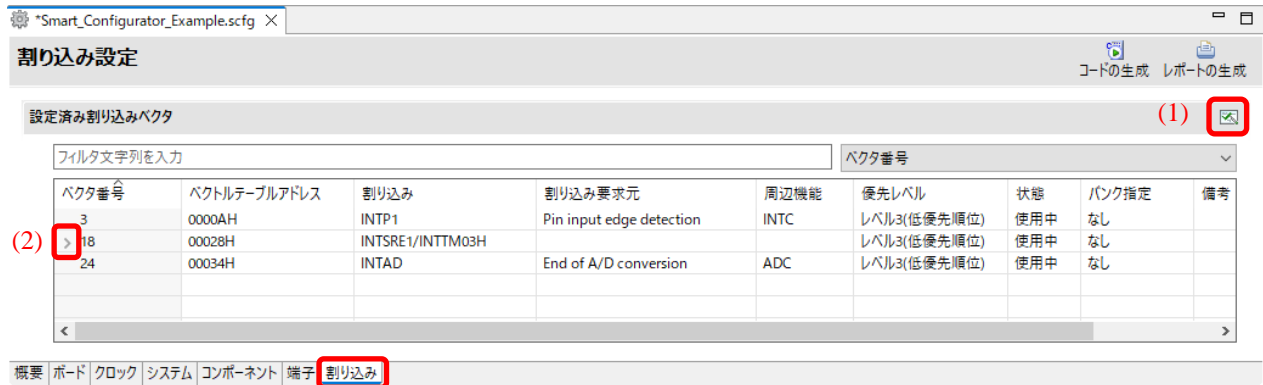 *Smart_Configurator_Example.scfg
割り込み設定
コードの生成 レポートの生成
設定済み割り込みベクタ
(1)
フィルタ文字列を入力 ベクタ番号
ベクタ番号 ベクトルテーブルアドレス 割り込み 割り込み要求元 周辺機能 優先レベル 状態 バンク指定 備考
3 0000AH INTP1 Pin input edge detection INTC レベル3(低優先順位) 使用中 なし
(2) 18 00028H INTSRE1/INTTM03H レベル3(低優先順位) 使用中 なし
24 00034H INTAD End of A/D conversion ADC レベル3(低優先順位) 使用中 なし
概要 ボード クロック システム コンポーネント 端子 割り込み